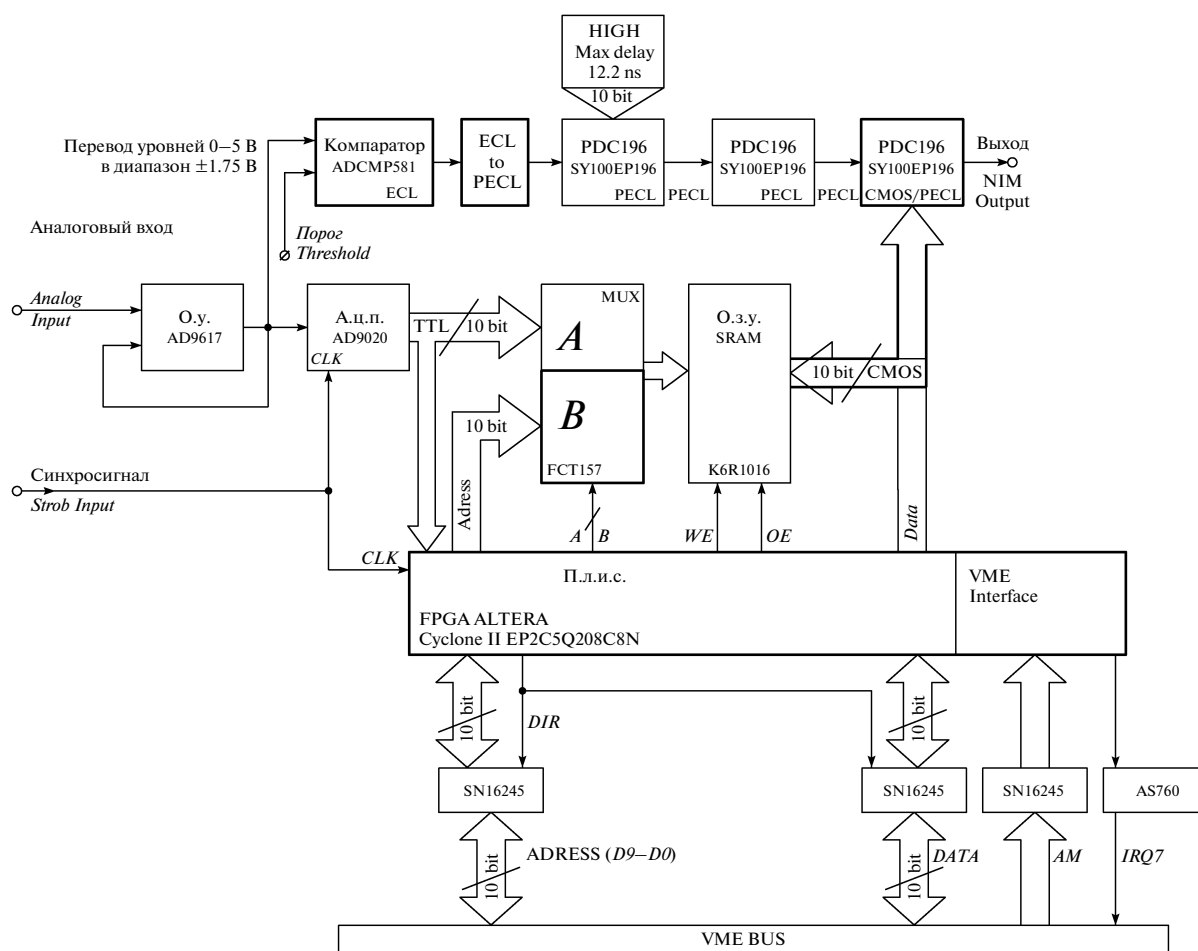 HIGH
Max delay
12.2 ns
10 bit
Перевод уровней 0–5 В
в диапазон ±1.75 В
Компаратор
ADCMP581
ECL
ECL
to
PECL
PDC196
SY100EP196
PECL
PECL
PDC196
SY100EP196
PECL
PECL
PDC196
SY100EP196
CMOS/PECL
Выход
NIM
Output
Аналоговый вход
Порог
Threshold
Analog
Input
О.у.
AD9617
А.ц.п.
AD9020
CLK
TTL
10 bit
MUX
A
B
FCT157
О.з.у.
SRAM
K6R1016
10 bit
CMOS
10 bit
Синхросигнал
Strob Input
Adress
A
B
WE
OE
Data
CLK
П.л.и.с.
FPGA ALTERA
Cyclone II EP2C5Q208C8N
VME
Interface
10 bit
DIR
10 bit
SN16245
SN16245
SN16245
AS760
10 bit
ADRESS (D9–D0)
10 bit
DATA
AM
IRQ7
VME BUS